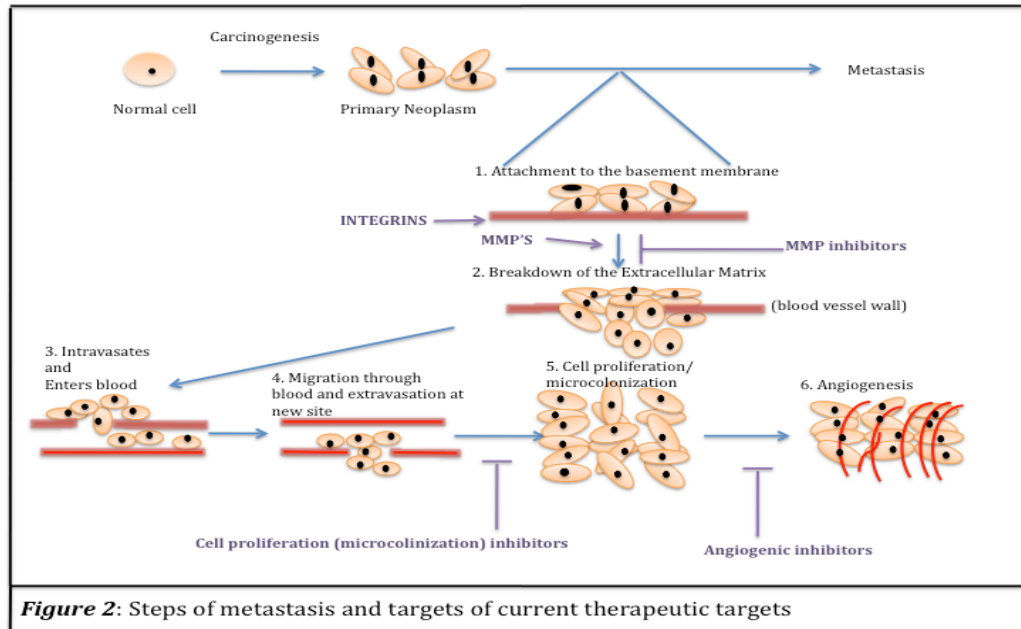 Carcinogenesis
Normal cell
Primary Neoplasm
Metastasis
1. Attachment to the basement membrane
INTEGRINS
MMP'S
MMP inhibitors
2. Breakdown of the Extracellular Matrix
(blood vessel wall)
3. Intravasates
and
Enters blood
4. Migration through
blood and extravasation at
new site
5. Cell proliferation/
microcolonization
6. Angiogenesis
Cell proliferation (microcolinization) inhibitors
Angiogenic inhibitors
Figure 2: Steps of metastasis and targets of current therapeutic targets